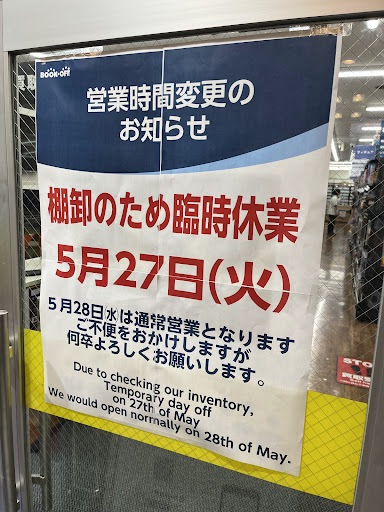 BOOK-OFF
営業時間変更の
お知らせ
棚卸のため臨時休業
5月27日(火)
5月28日(水)は通常営業となります
ご不便をおかけしますが
何卒よろしくお願いします。
Due to checking our inventory,
Temporary day off
on 27th of May
We would open normally on 28th of May.
STO